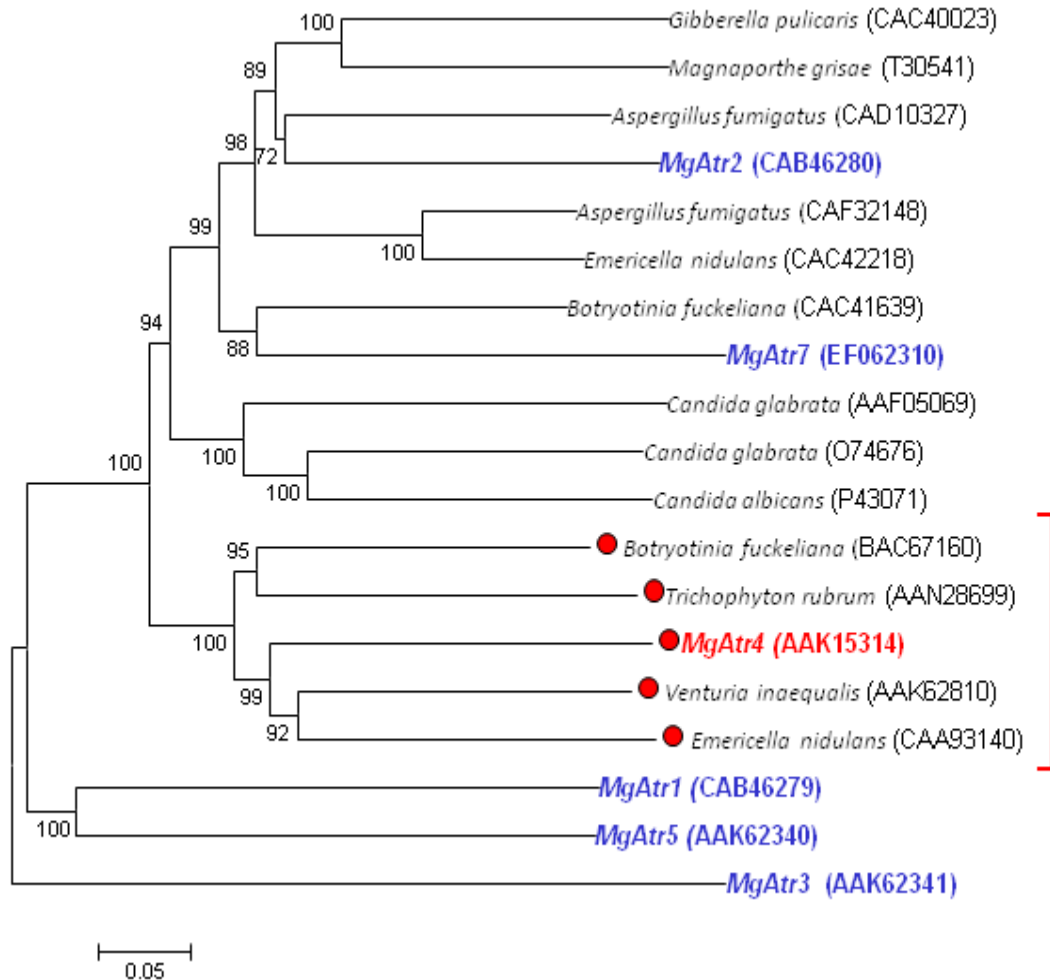 100
Gibberella pulicaris (CAC40023)
Magnaporthe grisae (T30541)
89
Aspergillus fumigatus (CAD10327)
98
72
MgAtr2 (CAB46280)
Aspergillus fumigatus (CAF32148)
99
100
Emericella nidulans (CAC42218)
Botryotinia fuckeliana (CAC41639)
94
88
MgAtr7 (EF062310)
Candida glabrata (AAF05069)
100
100
Candida glabrata (O74676)
100
Candida albicans (P43071)
95
Botryotinia fuckeliana (BAC67160)
Trichophyton rubrum (AAN28699)
100
MgAtr4 (AAK15314)
99
Venturia inaequalis (AAK62810)
92
Emericella nidulans (CAA93140)
MgAtr1 (CAB46279)
100
MgAtr5 (AAK62340)
MgAtr3 (AAK62341)
0.05